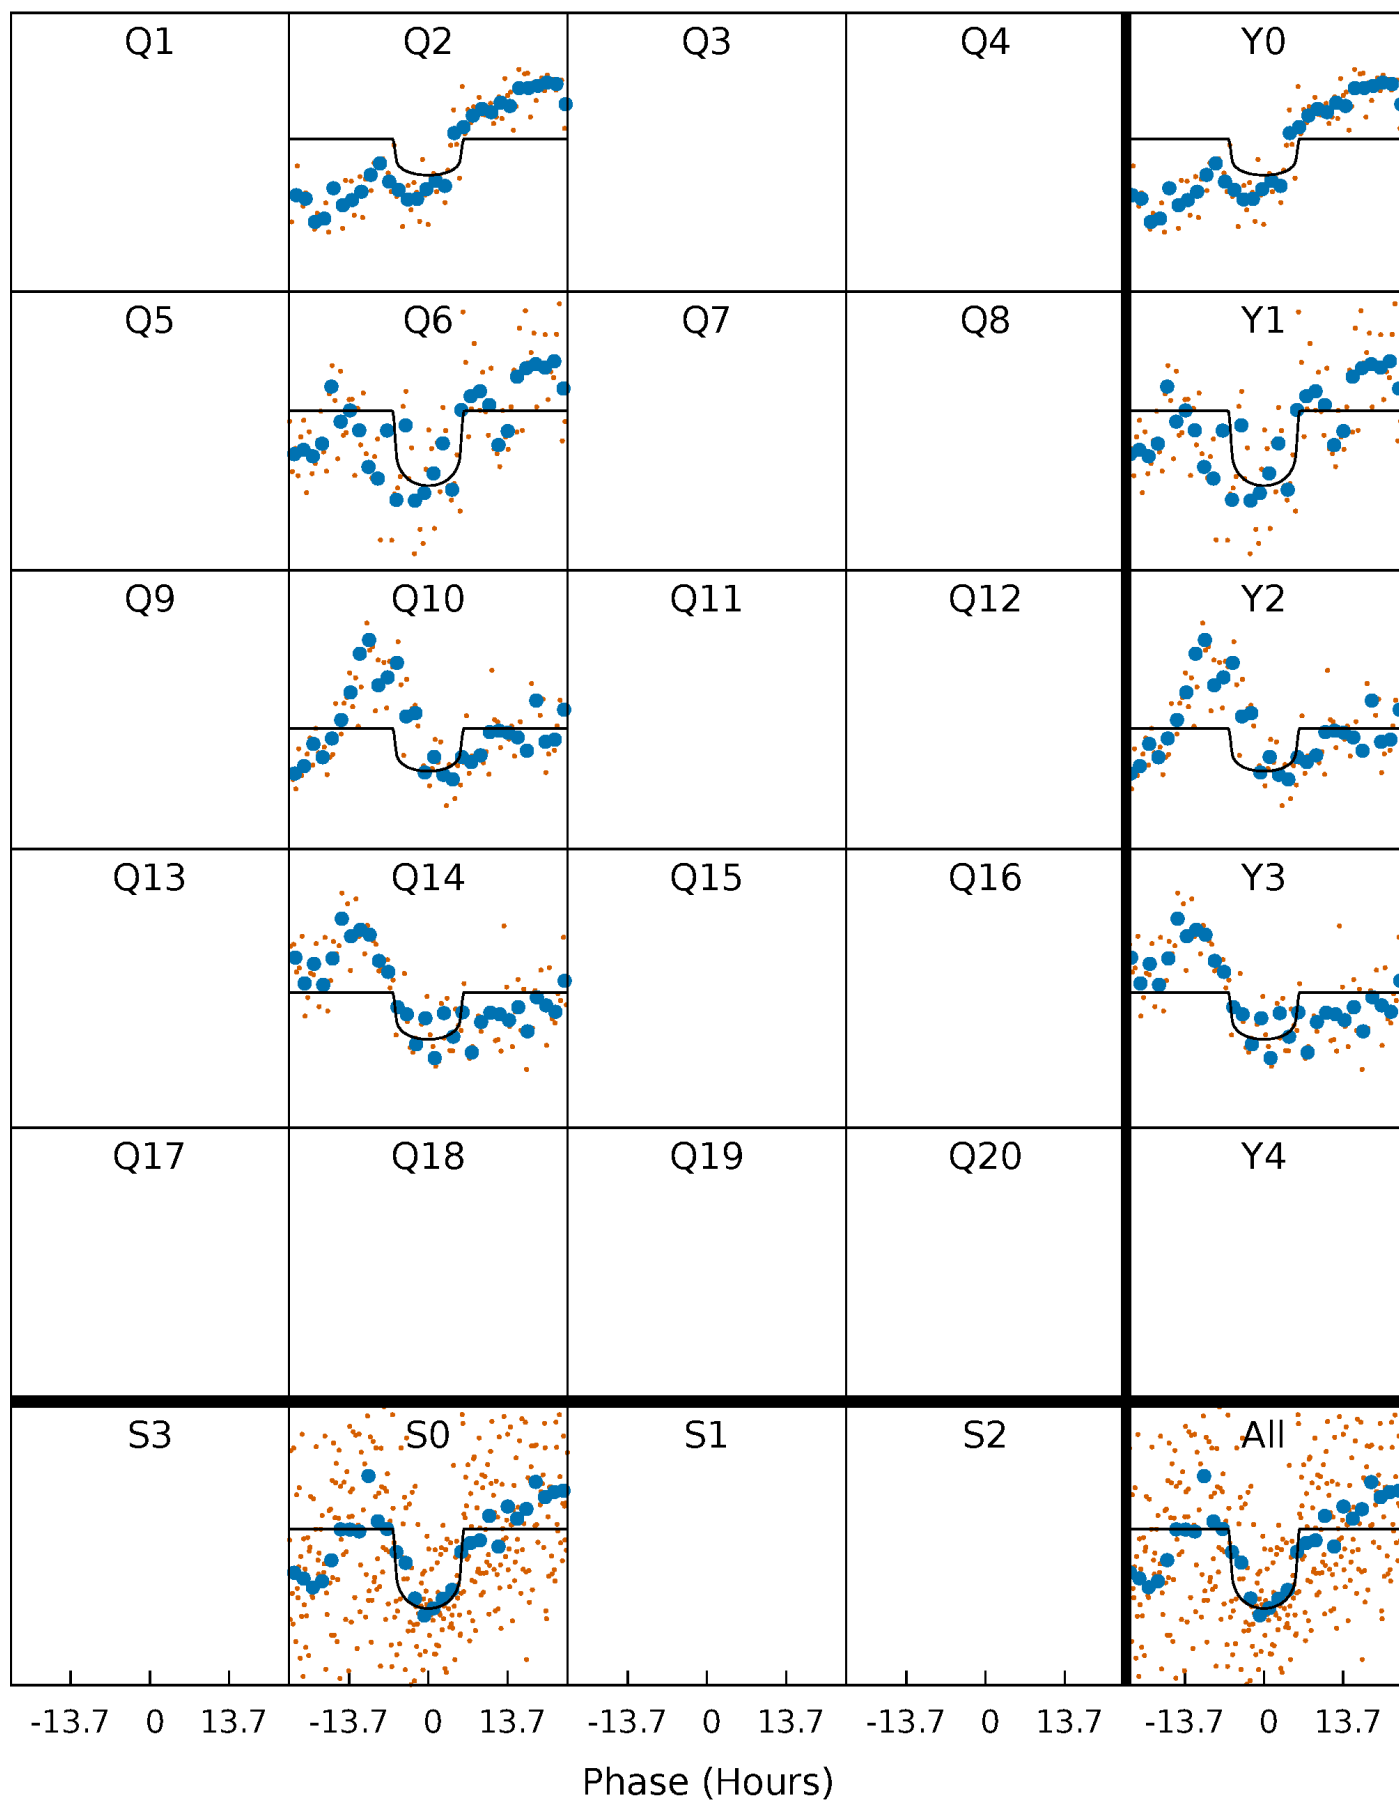 Q1 Q2 Q3 Q4 Y0
Q5 Q6 Q7 Q8 Y1
Q9 Q10 Q11 Q12 Y2
Q13 Q14 Q15 Q16 Y3
Q17 Q18 Q19 Q20 Y4
S3 S0 S1 S2 All
-13.7 0 13.7 -13.7 0 13.7 -13.7 0 13.7 -13.7 0 13.7 -13.7 0 13.7
Phase (Hours)